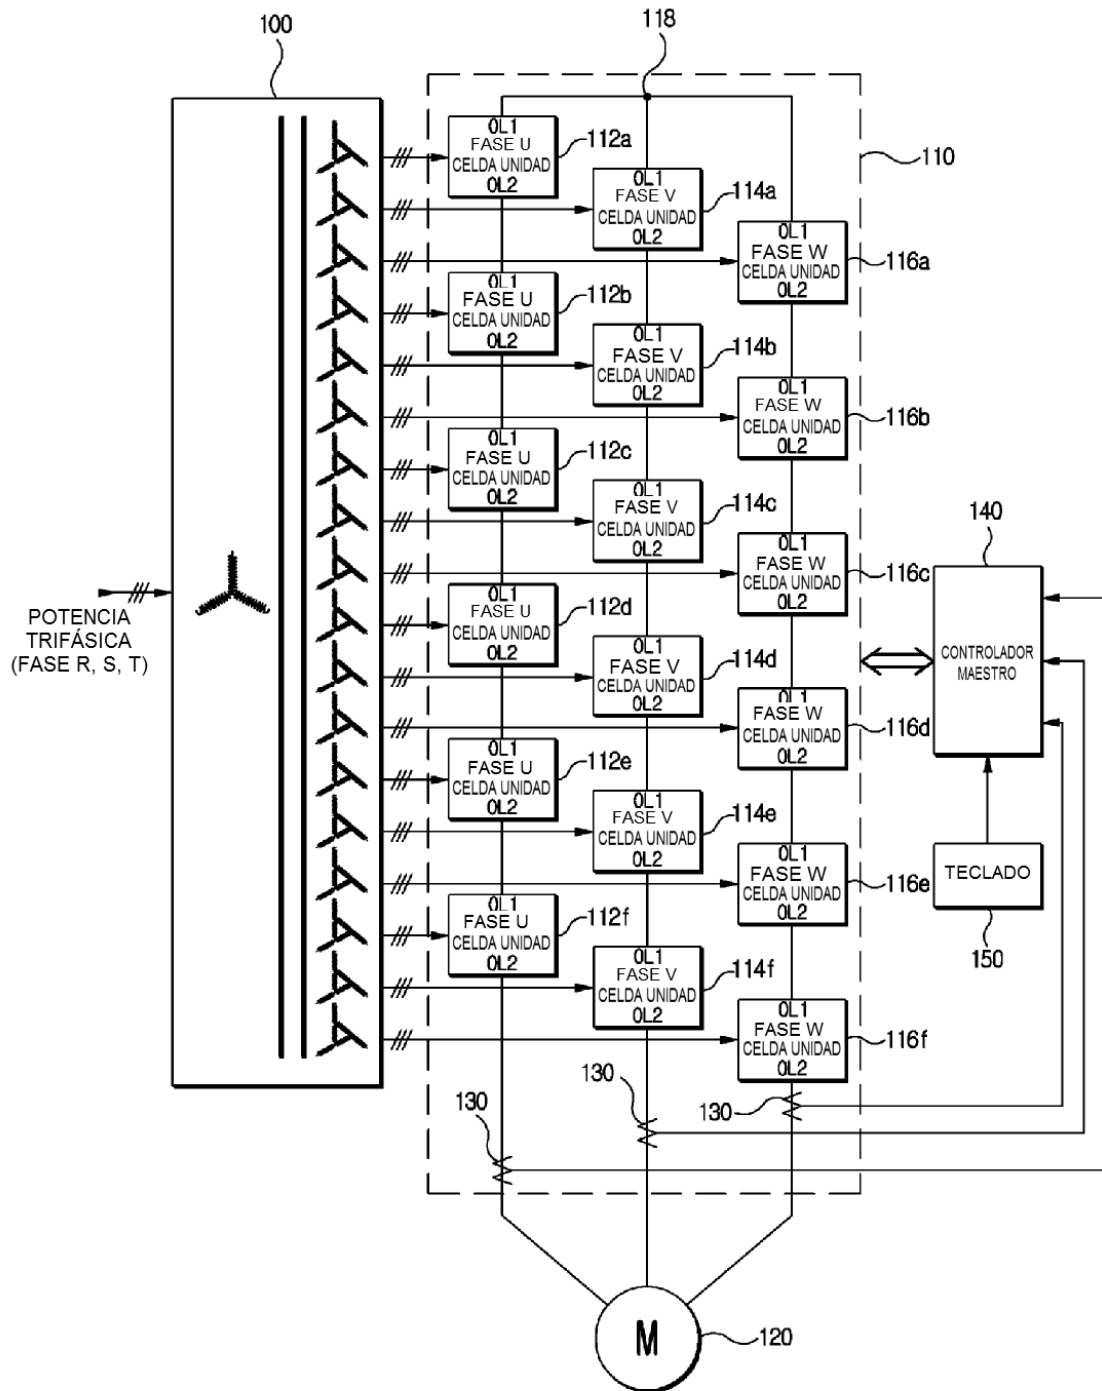 100
118
0L1
FASE U
CELDA UNIDAD
0L2
112a
110
0L1
FASE V
CELDA UNIDAD
0L2
114a
0L1
FASE W
CELDA UNIDAD
0L2
116a
0L1
FASE U
CELDA UNIDAD
0L2
112b
0L1
FASE V
CELDA UNIDAD
0L2
114b
0L1
FASE W
CELDA UNIDAD
0L2
116b
0L1
FASE U
CELDA UNIDAD
0L2
112c
0L1
FASE V
CELDA UNIDAD
0L2
114c
140
0L1
FASE W
CELDA UNIDAD
0L2
116c
POTENCIA
TRIFÁSICA
(FASE R, S, T)
0L1
FASE U
CELDA UNIDAD
0L2
112d
0L1
FASE V
CELDA UNIDAD
0L2
114d
CONTROLADOR
MAESTRO
0L1
FASE W
CELDA UNIDAD
0L2
116d
0L1
FASE U
CELDA UNIDAD
0L2
112e
0L1
FASE V
CELDA UNIDAD
0L2
114e
0L1
FASE W
CELDA UNIDAD
0L2
116e
TECLADO
150
0L1
FASE U
CELDA UNIDAD
0L2
112f
0L1
FASE V
CELDA UNIDAD
0L2
114f
0L1
FASE W
CELDA UNIDAD
0L2
116f
130
130
130
M
120